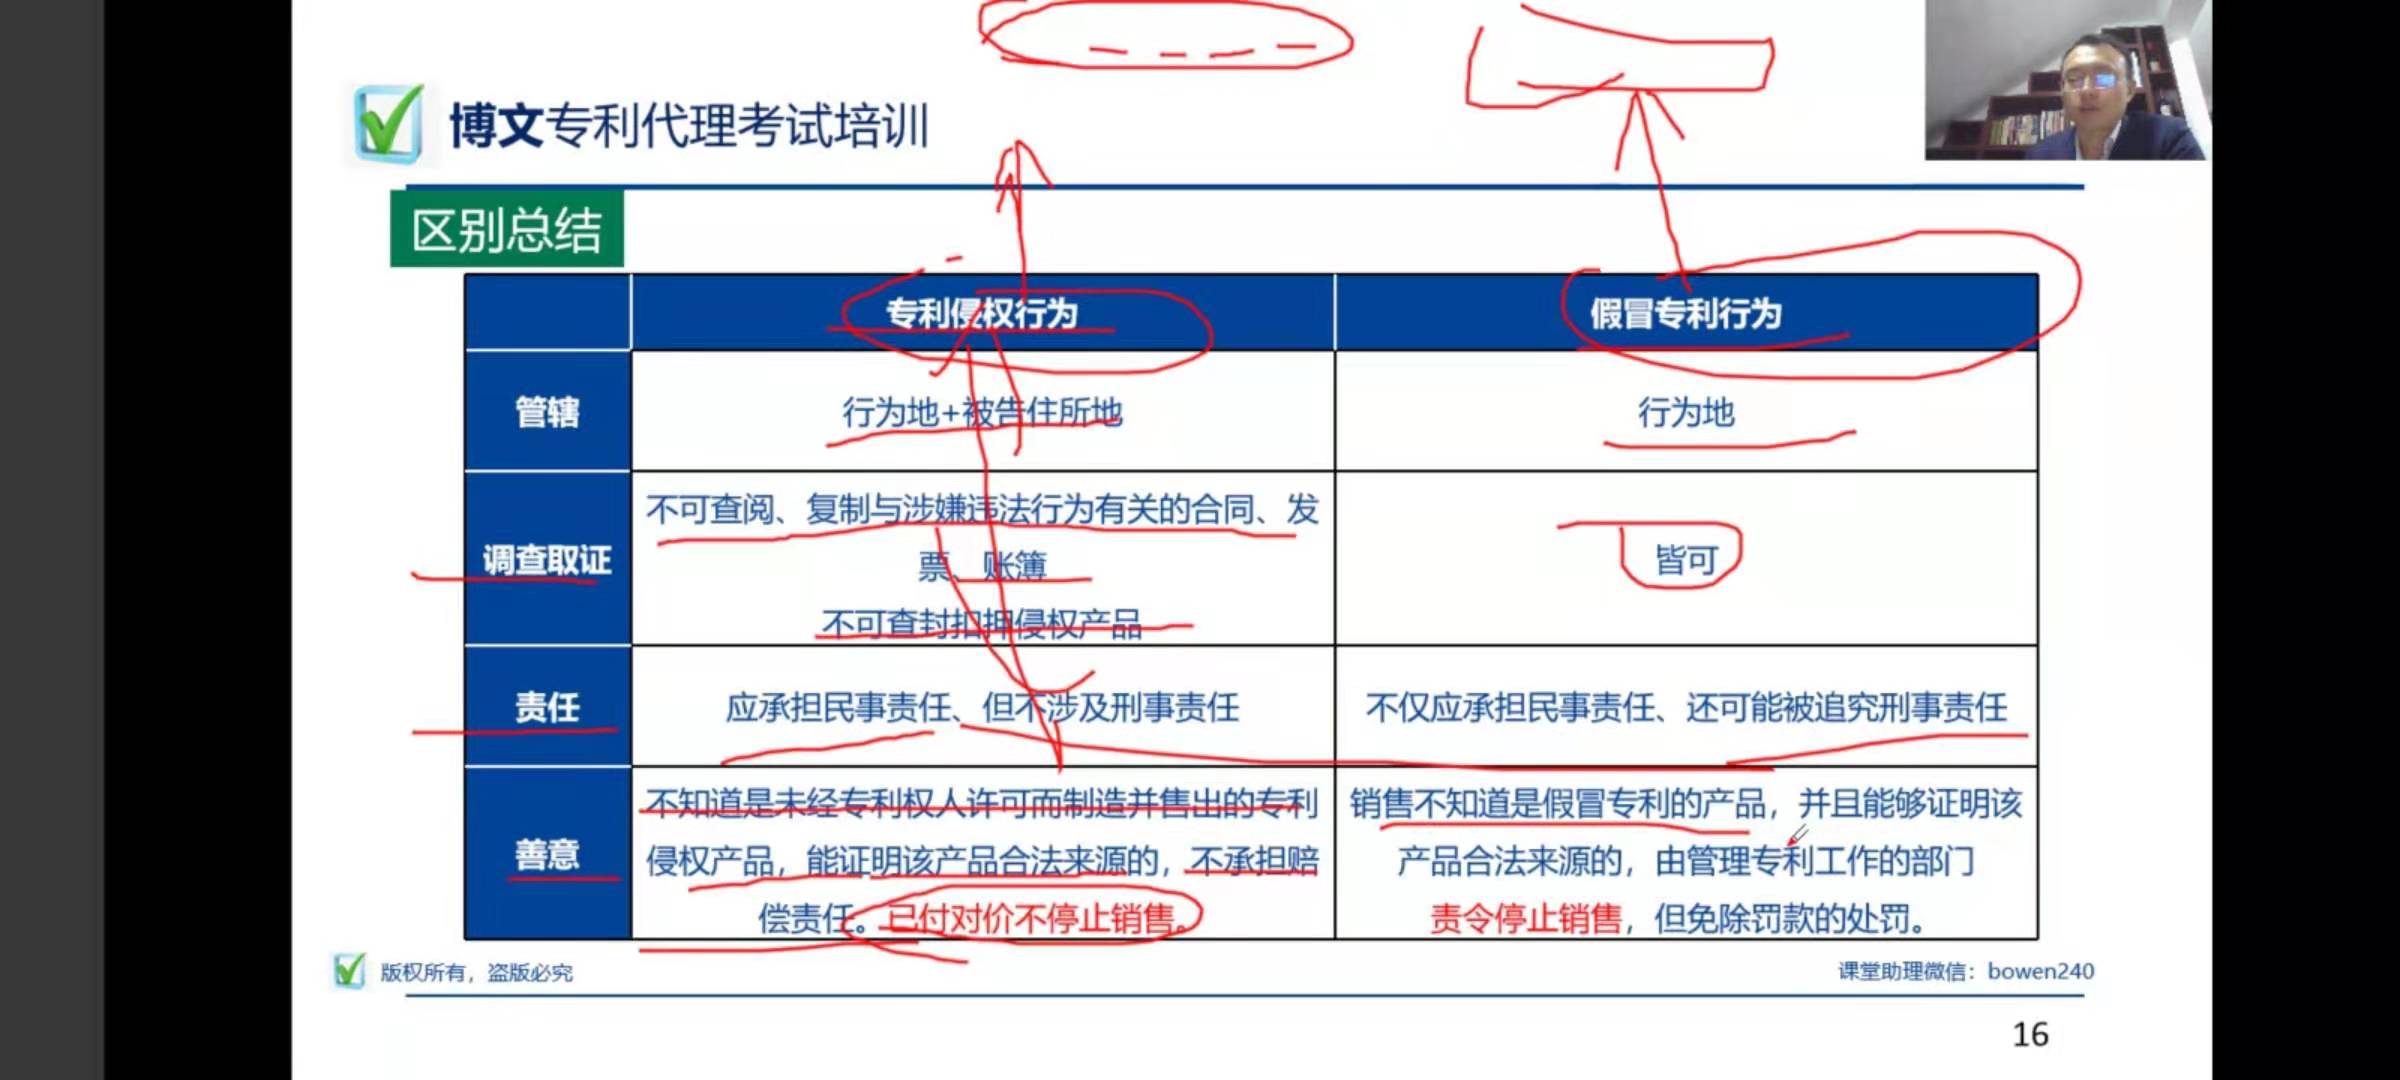 博文专利代理考试培训
区别总结
专利侵权行为
假冒专利行为
管辖
行为地+被告住所地
行为地
调查取证
不可查阅、复制与涉嫌违法行为有关的合同、发
票、账簿
不可查封扣押侵权产品
皆可
责任
应承担民事责任、但不涉及刑事责任
不仅应承担民事责任、还可能被追究刑事责任
善意
不知道是未经专利权人许可而制造并售出的专利
侵权产品，能证明该产品合法来源的，不承担赔
偿责任。已付对价不停止销售。
销售不知道是假冒专利的产品，并且能够证明该
产品合法来源的，由管理专利工作的部门
责令停止销售，但免除罚款的处罚。
版权所有，盗版必究
课堂助理微信：bowen240
16